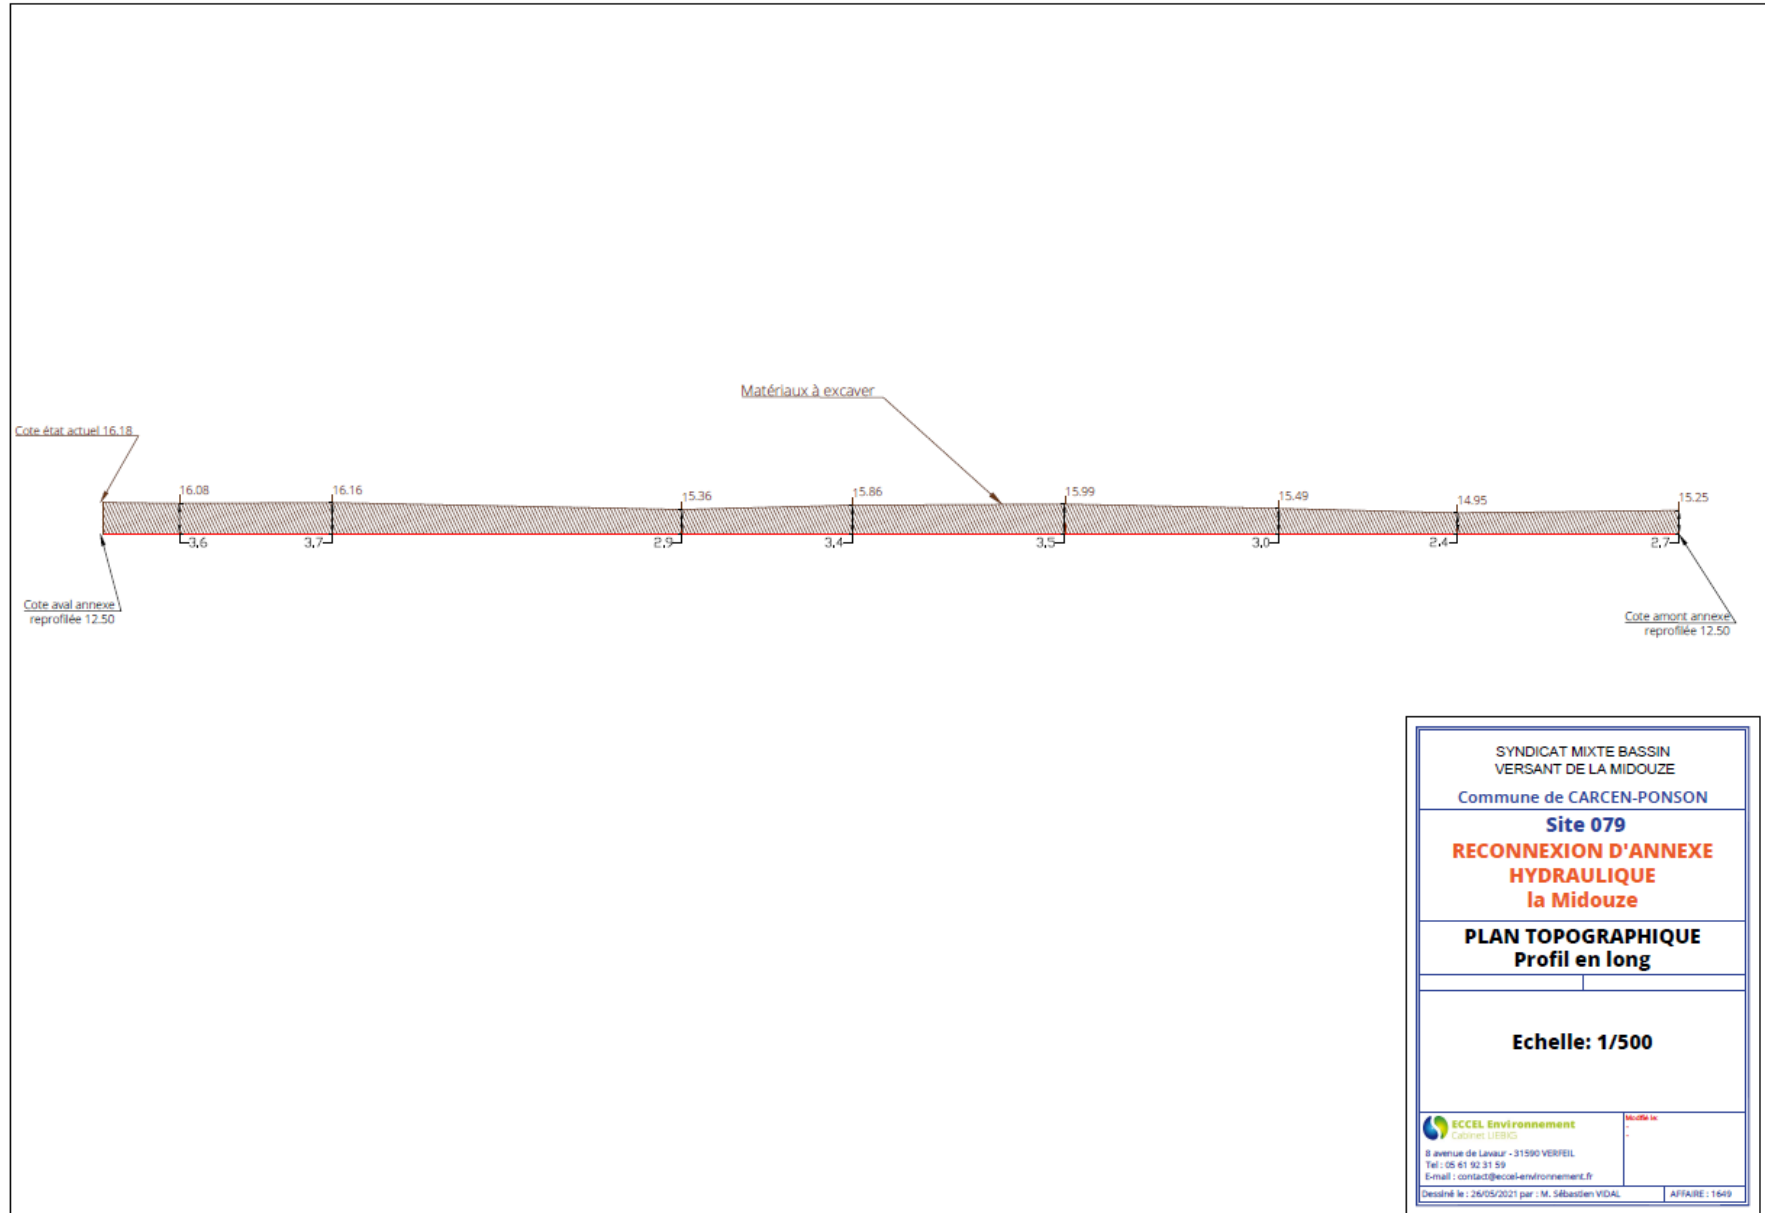 Matériaux à excaver
Cote état actuel 16.18
16.08
16.16
15.36
15.86
15.99
15.49
14.95
15.25
3.6
3.7
2.9
3.4
3.5
3.0
2.4
2.7
Cote aval annexe
reprofilée 12.50
Cote amont annexe
reprofilée 12.50
SYNDICAT MIXTE BASSIN
VERSANT DE LA MIDOUZE
Commune de CARCEN-PONSON
Site 079
RECONNEXION D'ANNEXE
HYDRAULIQUE
la Midouze
PLAN TOPOGRAPHIQUE
Profil en long
Echelle: 1/500
ECCEL Environnement
Cabinet LIEBIG
8 avenue de Lavaur - 31590 VERFEIL
Tel : 05 61 92 31 59
E-mail : contact@eccel-environnement.fr
Modifié le:
-
-
Dessiné le : 26/05/2021 par : M. Sébastien VIDAL
AFFAIRE : 1649